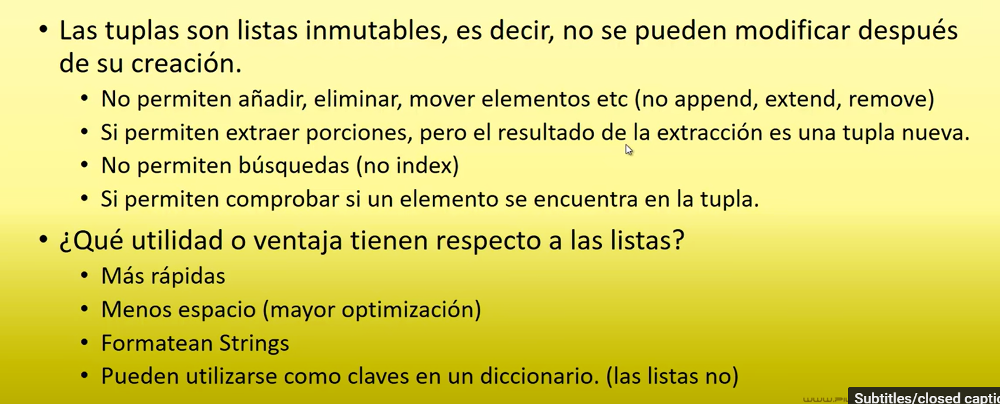 • Las tuplas son listas inmutables, es decir, no se pueden modificar después
de su creación.
• No permiten añadir, eliminar, mover elementos etc (no append, extend, remove)
• Si permiten extraer porciones, pero el resultado de la extracción es una tupla nueva.
• No permiten búsquedas (no index)
• Si permiten comprobar si un elemento se encuentra en la tupla.
• ¿Qué utilidad o ventaja tienen respecto a las listas?
• Más rápidas
• Menos espacio (mayor optimización)
• Formatean Strings
• Pueden utilizarse como claves en un diccionario. (las listas no)
Subtitles/closed captio